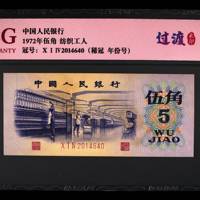 G
RANTY
中国人民银行
1972年伍角 纺织工人
冠号：X I Ⅳ 2014640（稀冠 年份号）
过渡
中国人民银行
伍角
5
WU
JIAO
X I Ⅳ 2014640